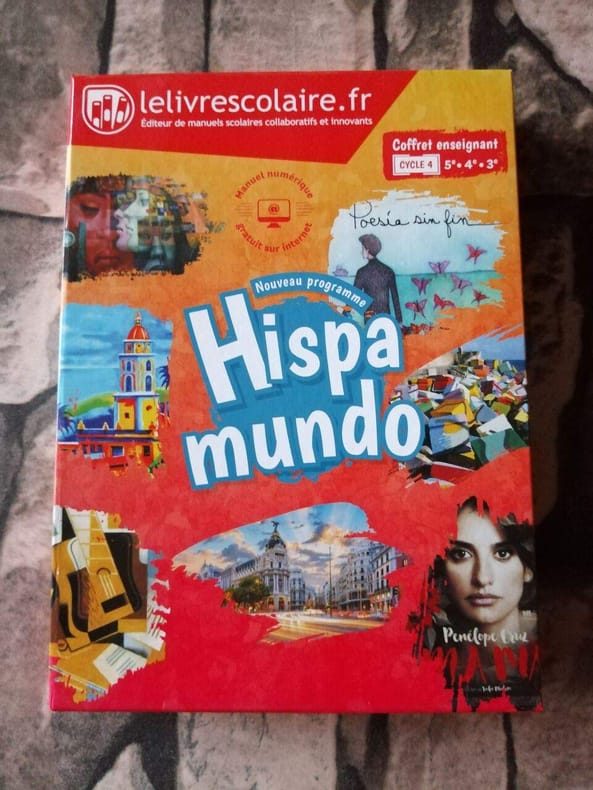 lelivrescolaire.fr
Éditeur de manuels scolaires collaboratifs et innovants
Coffret enseignant
CYCLE 4 5e • 4e • 3e
Manuel numérique
@
gratuit sur internet
Poesía sin fin
Nouveau programme
Hispa
mundo
Penélope Cruz